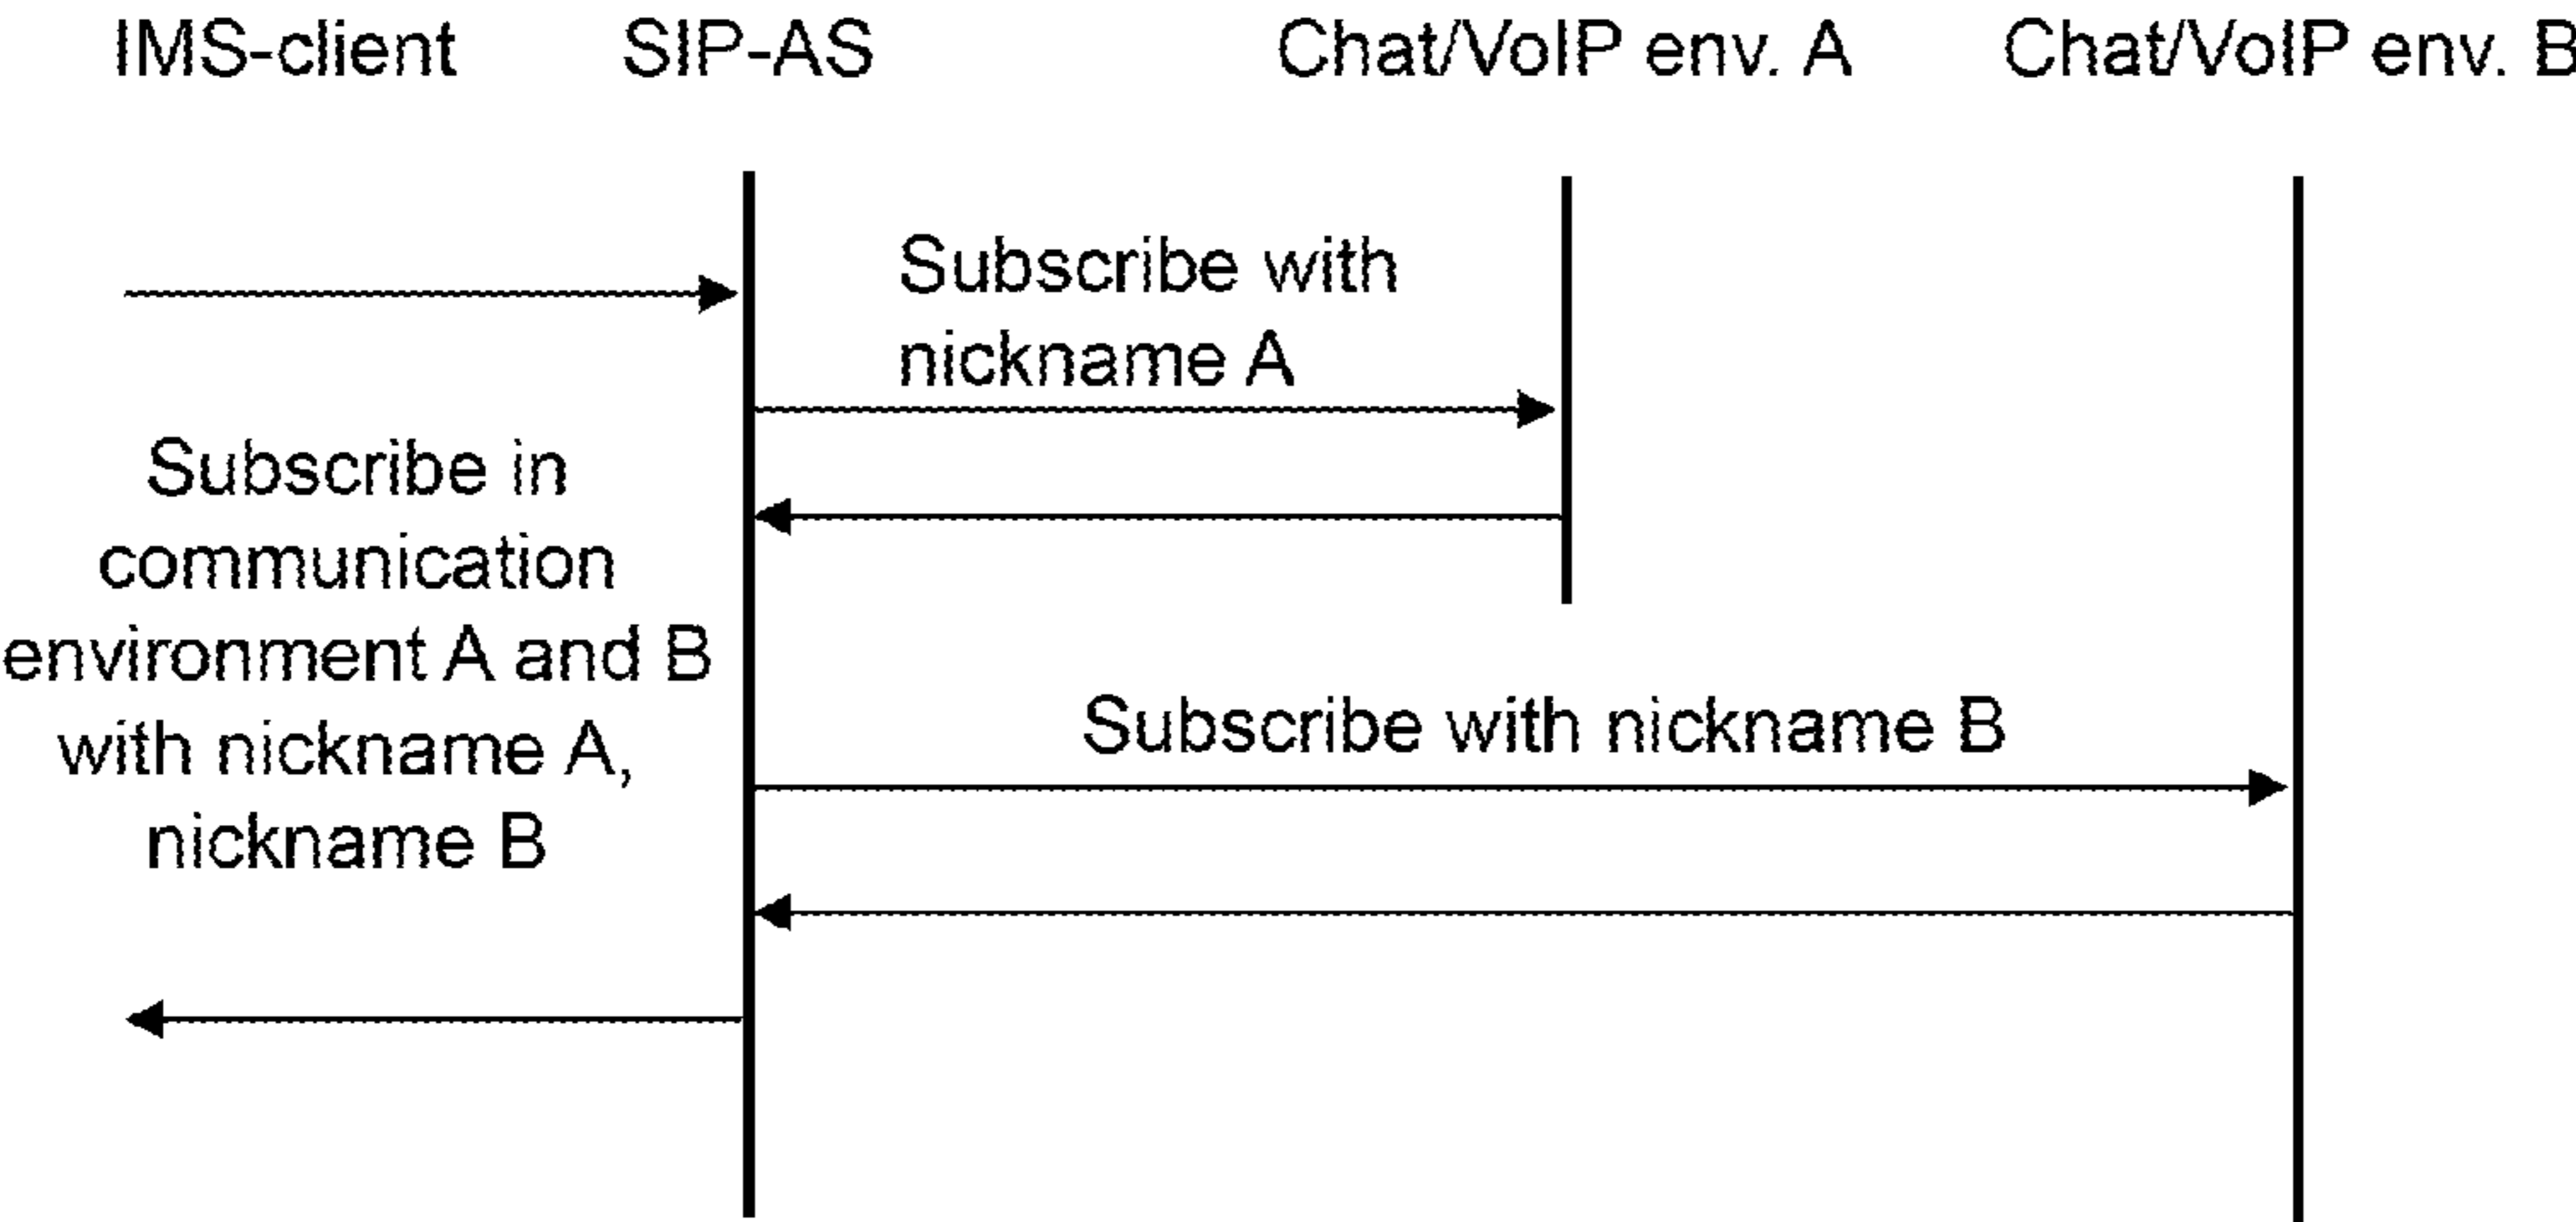 IMS-client
SIP-AS
Chat/VoIP env. A
Chat/VoIP env. B
Subscribe with
nickname A
Subscribe in
communication
environment A and B
with nickname A,
nickname B
Subscribe with nickname B